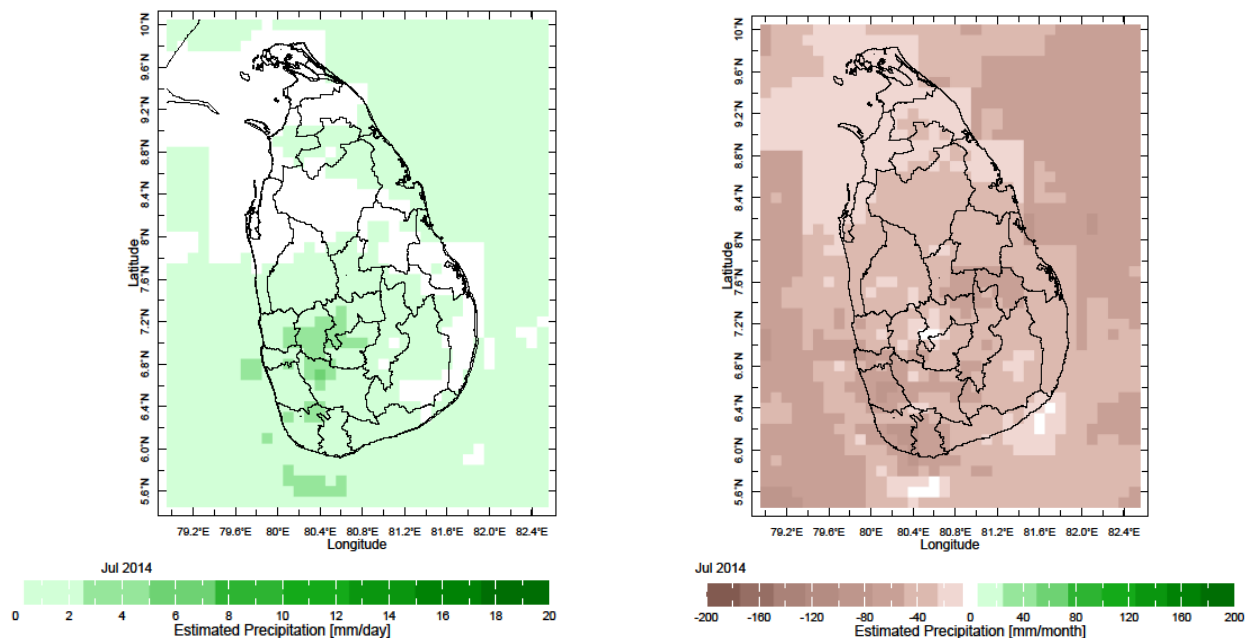 10°N
9.6°N
9.2°N
8.8°N
8.4°N
8°N
7.6°N
7.2°N
6.8°N
6.4°N
6.0°N
5.6°N
Latitude
79.2°E 79.6°E 80°E 80.4°E 80.8°E 81.2°E 81.6°E 82.0°E 82.4°E
Longitude
Jul 2014
0 2 4 6 8 10 12 14 16 18 20
Estimated Precipitation [mm/day]
10°N
9.6°N
9.2°N
8.8°N
8.4°N
8°N
7.6°N
7.2°N
6.8°N
6.4°N
6.0°N
5.6°N
Latitude
79.2°E 79.6°E 80°E 80.4°E 80.8°E 81.2°E 81.6°E 82.0°E 82.4°E
Longitude
Jul 2014
-200 -160 -120 -80 -40 0 40 80 120 160 200
Estimated Precipitation [mm/month]